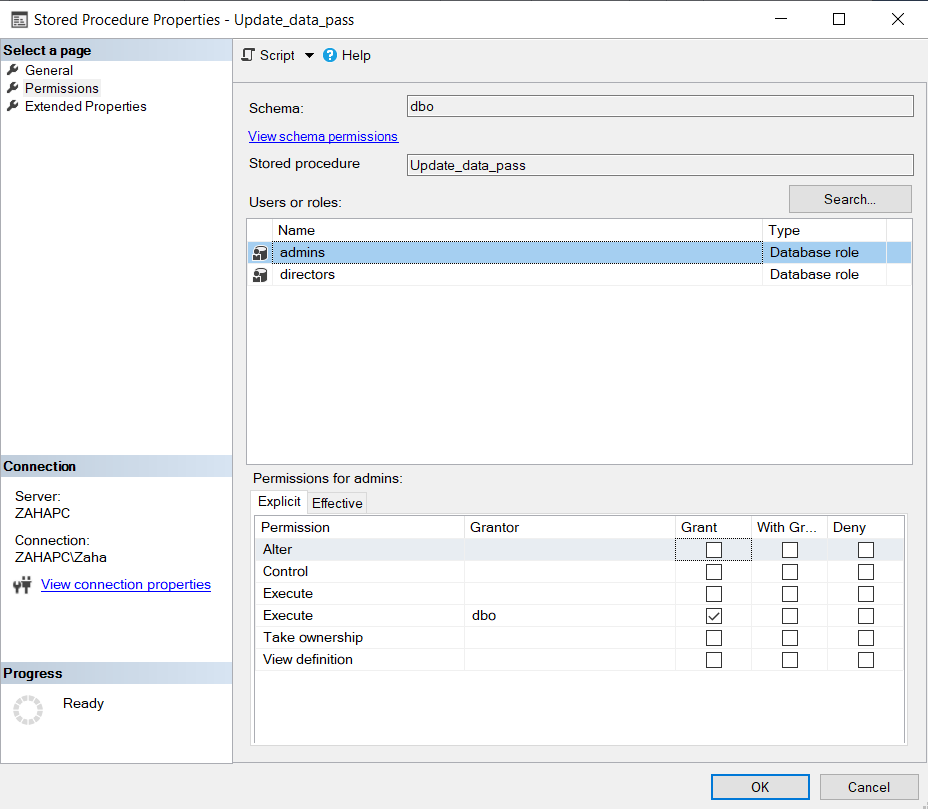 Stored Procedure Properties - Update_data_pass
Select a page
General
Permissions
Extended Properties
Script
Help
Schema:
dbo
View schema permissions
Stored procedure
Update_data_pass
Users or roles:
Search...
Name Type
admins Database role
directors Database role
Connection
Server:
ZAHAPC
Connection:
ZAHAPC\Zaha
View connection properties
Progress
Ready
Permissions for admins:
Explicit Effective
Permission Grantor Grant With Gr... Deny
Alter
Control
Execute
Execute dbo
Take ownership
View definition
OK Cancel